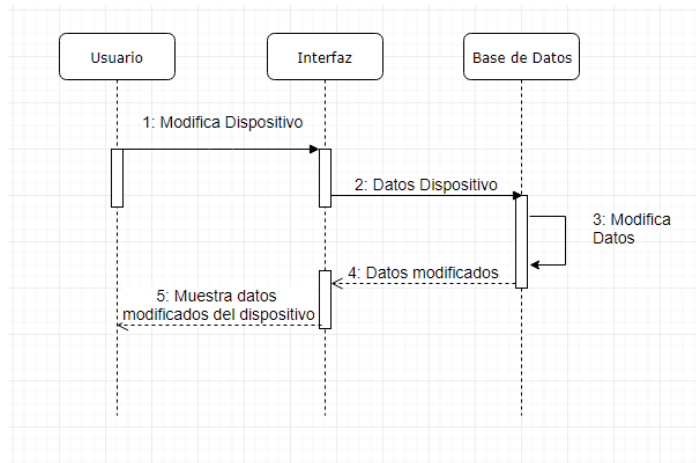 Usuario
Interfaz
Base de Datos
1: Modifica Dispositivo
2: Datos Dispositivo
3: Modifica
Datos
4: Datos modificados
5: Muestra datos
modificados del dispositivo